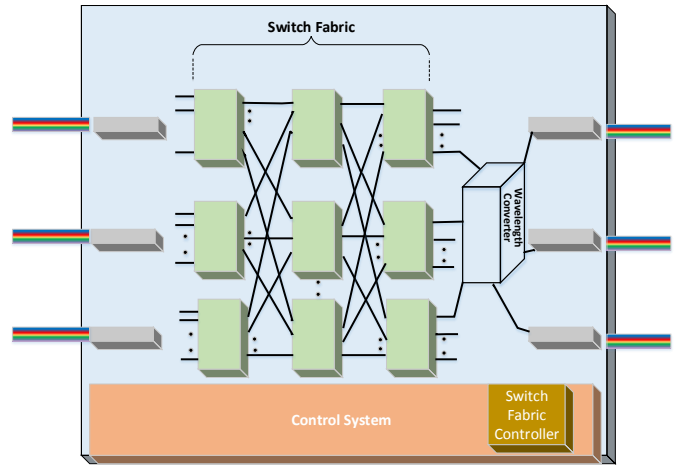 Switch Fabric
Wavelength
Converter
Control System
Switch
Fabric
Controller